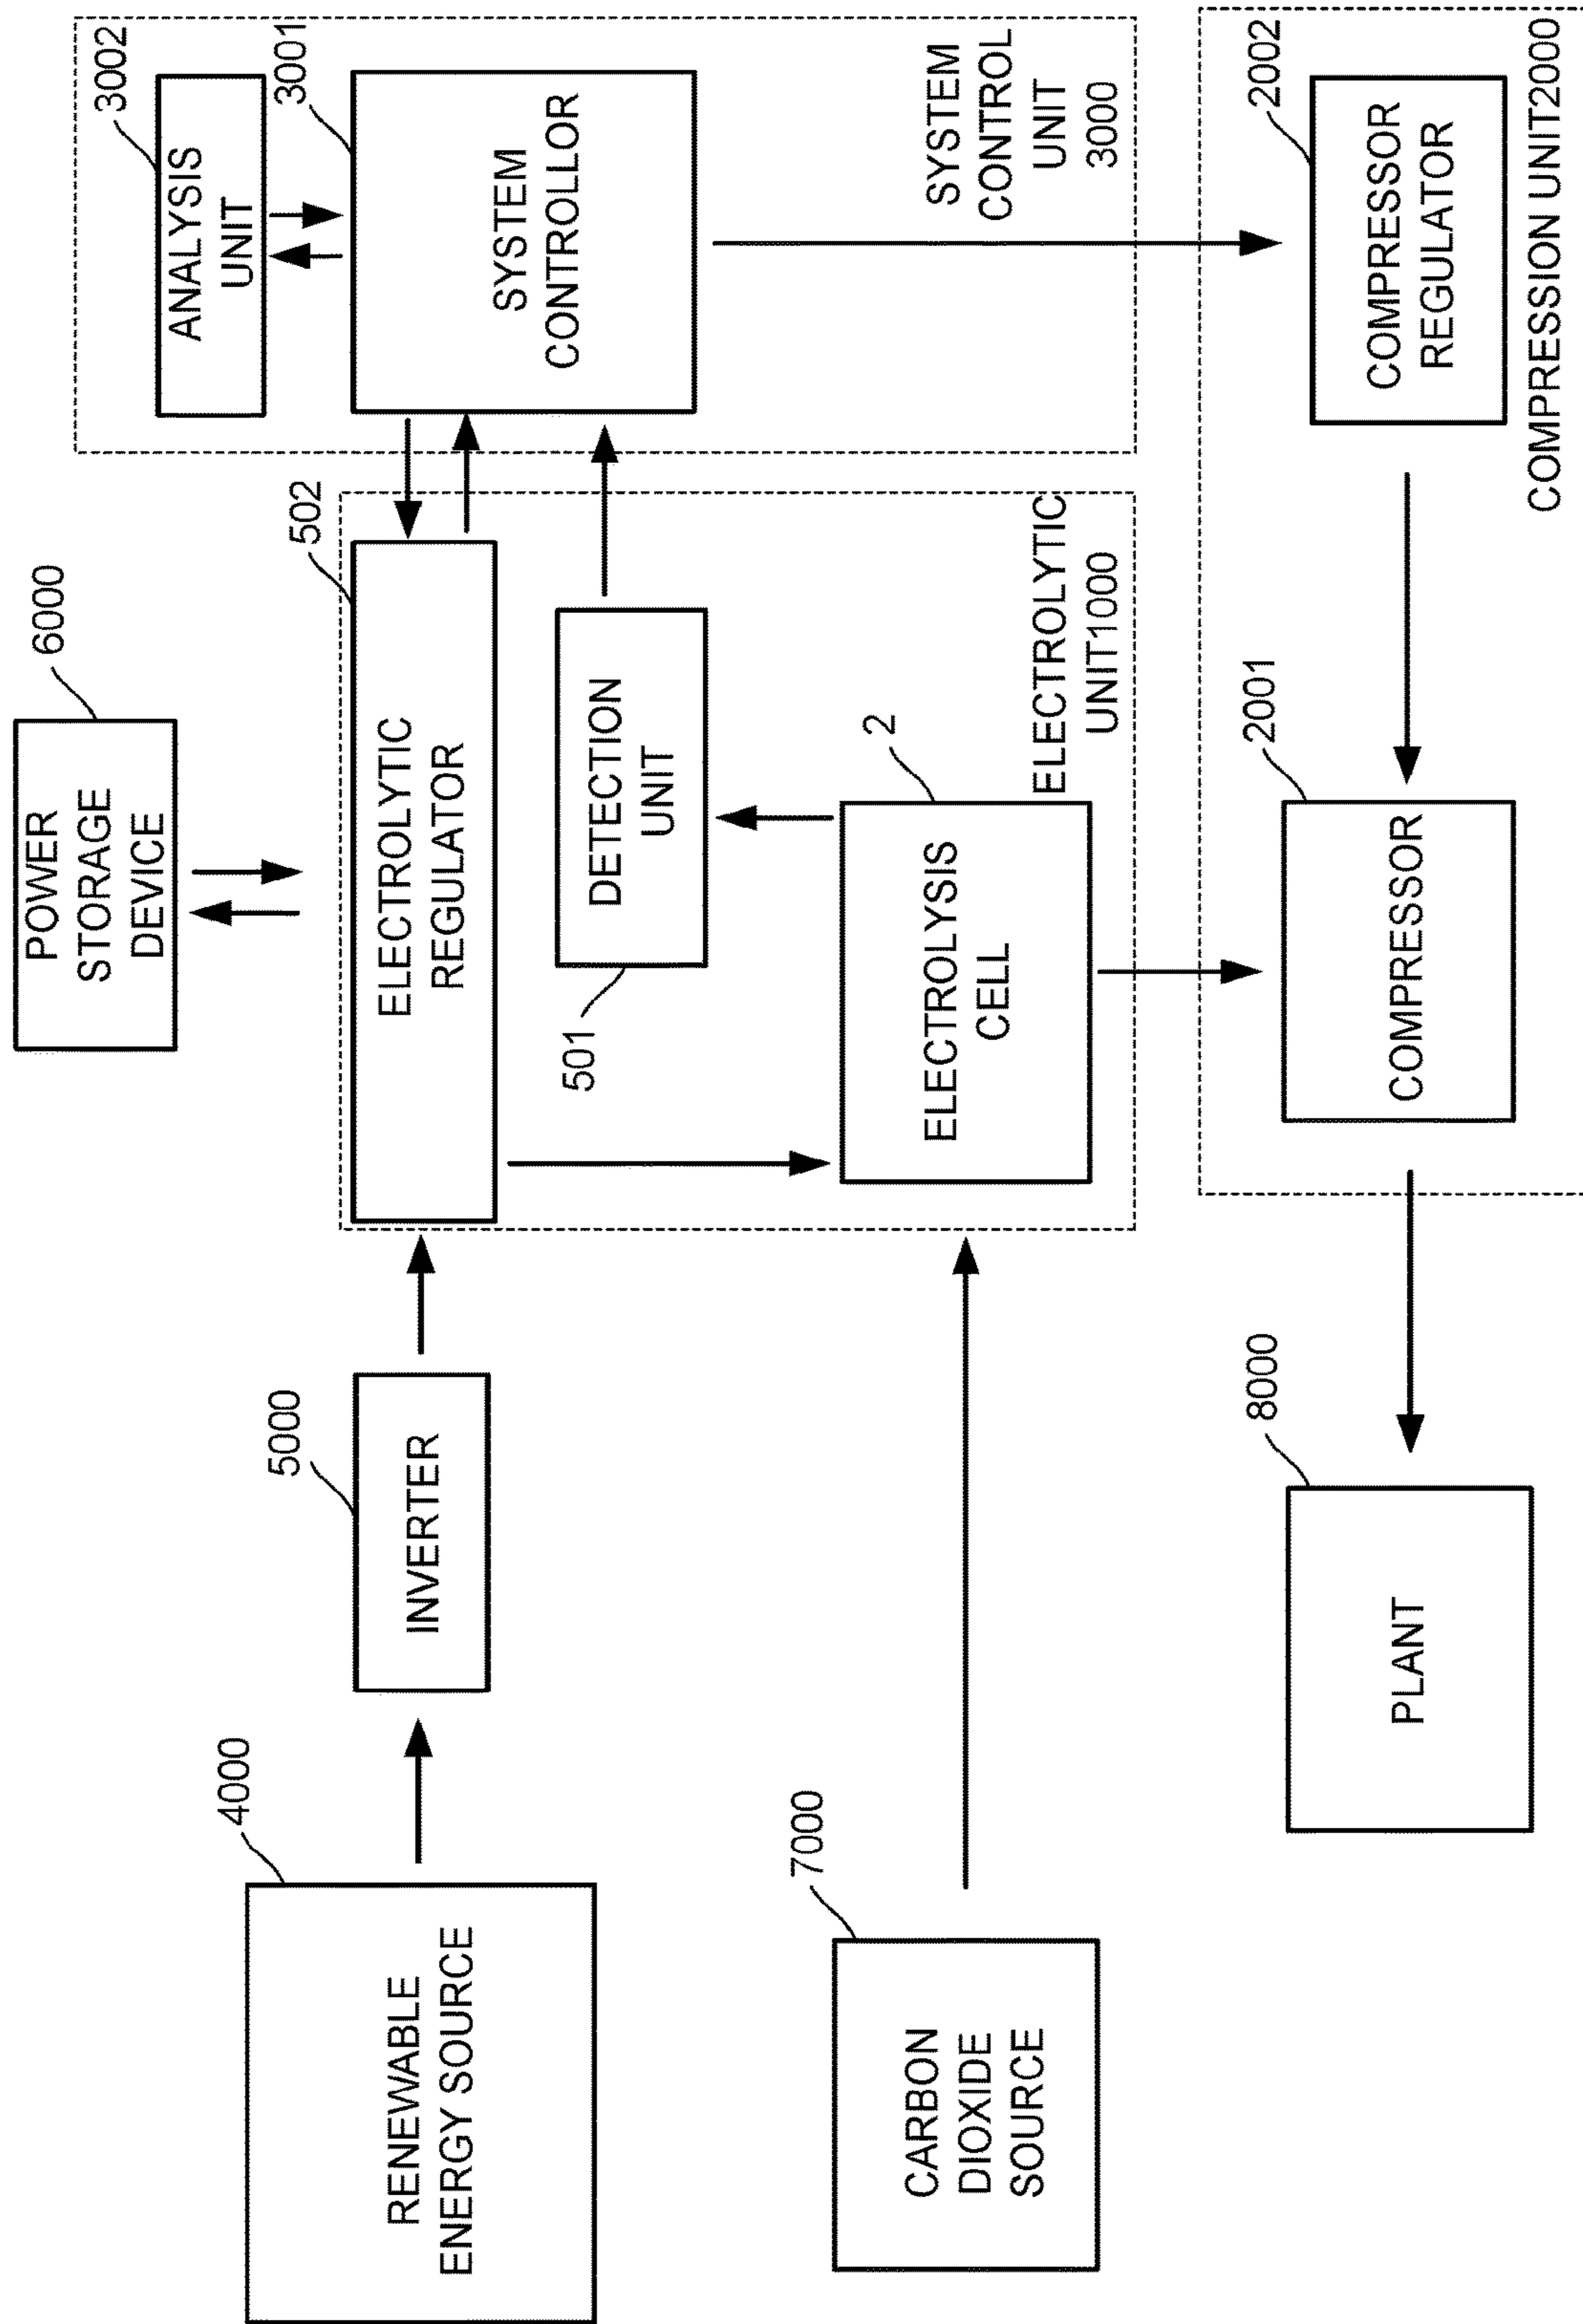 6000
POWER
STORAGE
DEVICE
3002
ANALYSIS
UNIT
4000
RENEWABLE
ENERGY SOURCE
5000
INVERTER
502
ELECTROLYTIC
REGULATOR
3001
SYSTEM
CONTROLLOR
501
DETECTION
UNIT
7000
CARBON
DIOXIDE
SOURCE
2
ELECTROLYSIS
CELL
ELECTROLYTIC
UNIT1000
SYSTEM
CONTROL
UNIT
3000
8000
PLANT
2001
COMPRESSOR
2002
COMPRESSOR
REGULATOR
COMPRESSION UNIT2000